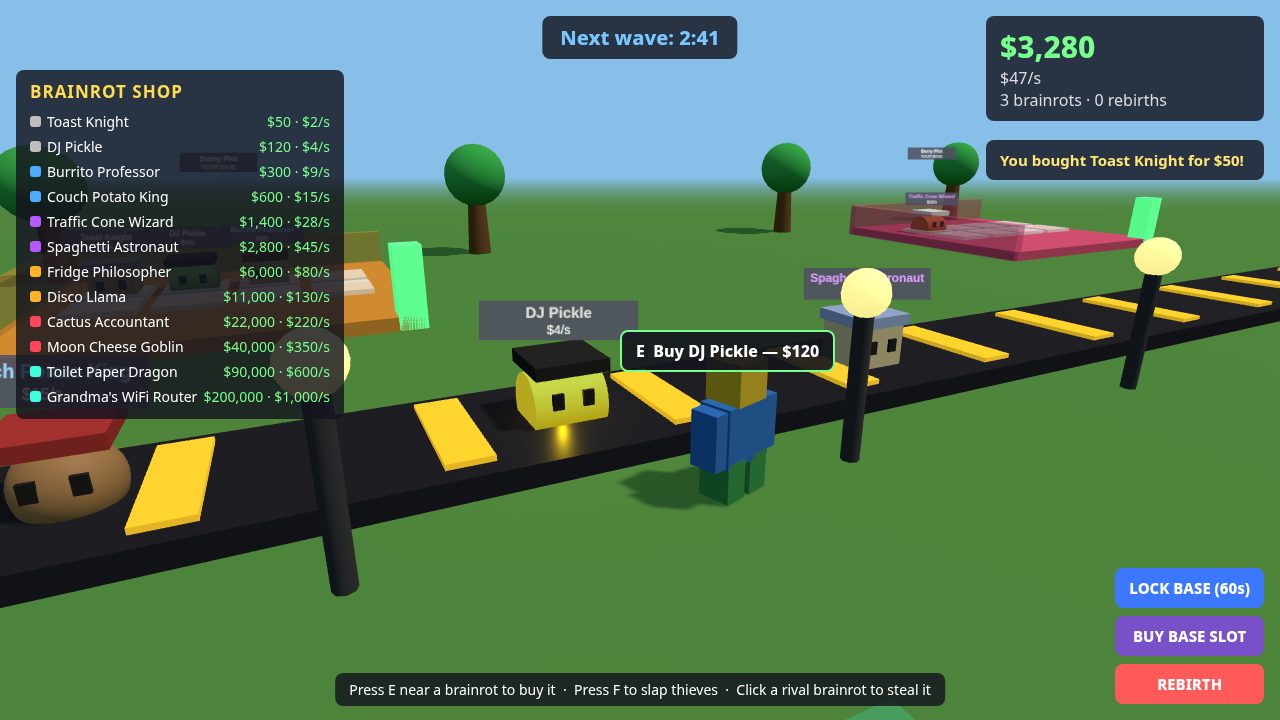 Next wave: 2:41
$3,280
$47/s
3 brainrots · 0 rebirths
You bought Toast Knight for $50!
BRAINROT SHOP
Toast Knight $50 · $2/s
DJ Pickle $120 · $4/s
Burrito Professor $300 · $9/s
Couch Potato King $600 · $15/s
Traffic Cone Wizard $1,400 · $28/s
Spaghetti Astronaut $2,800 · $45/s
Fridge Philosopher $6,000 · $80/s
Disco Llama $11,000 · $130/s
Cactus Accountant $22,000 · $220/s
Moon Cheese Goblin $40,000 · $350/s
Toilet Paper Dragon $90,000 · $600/s
Grandma's WiFi Router $200,000 · $1,000/s
Traffic Cone Wizard
DJ Pickle
$4/s
E Buy DJ Pickle — $120
LOCK BASE (60s)
BUY BASE SLOT
REBIRTH
Press E near a brainrot to buy it · Press F to slap thieves · Click a rival brainrot to steal it